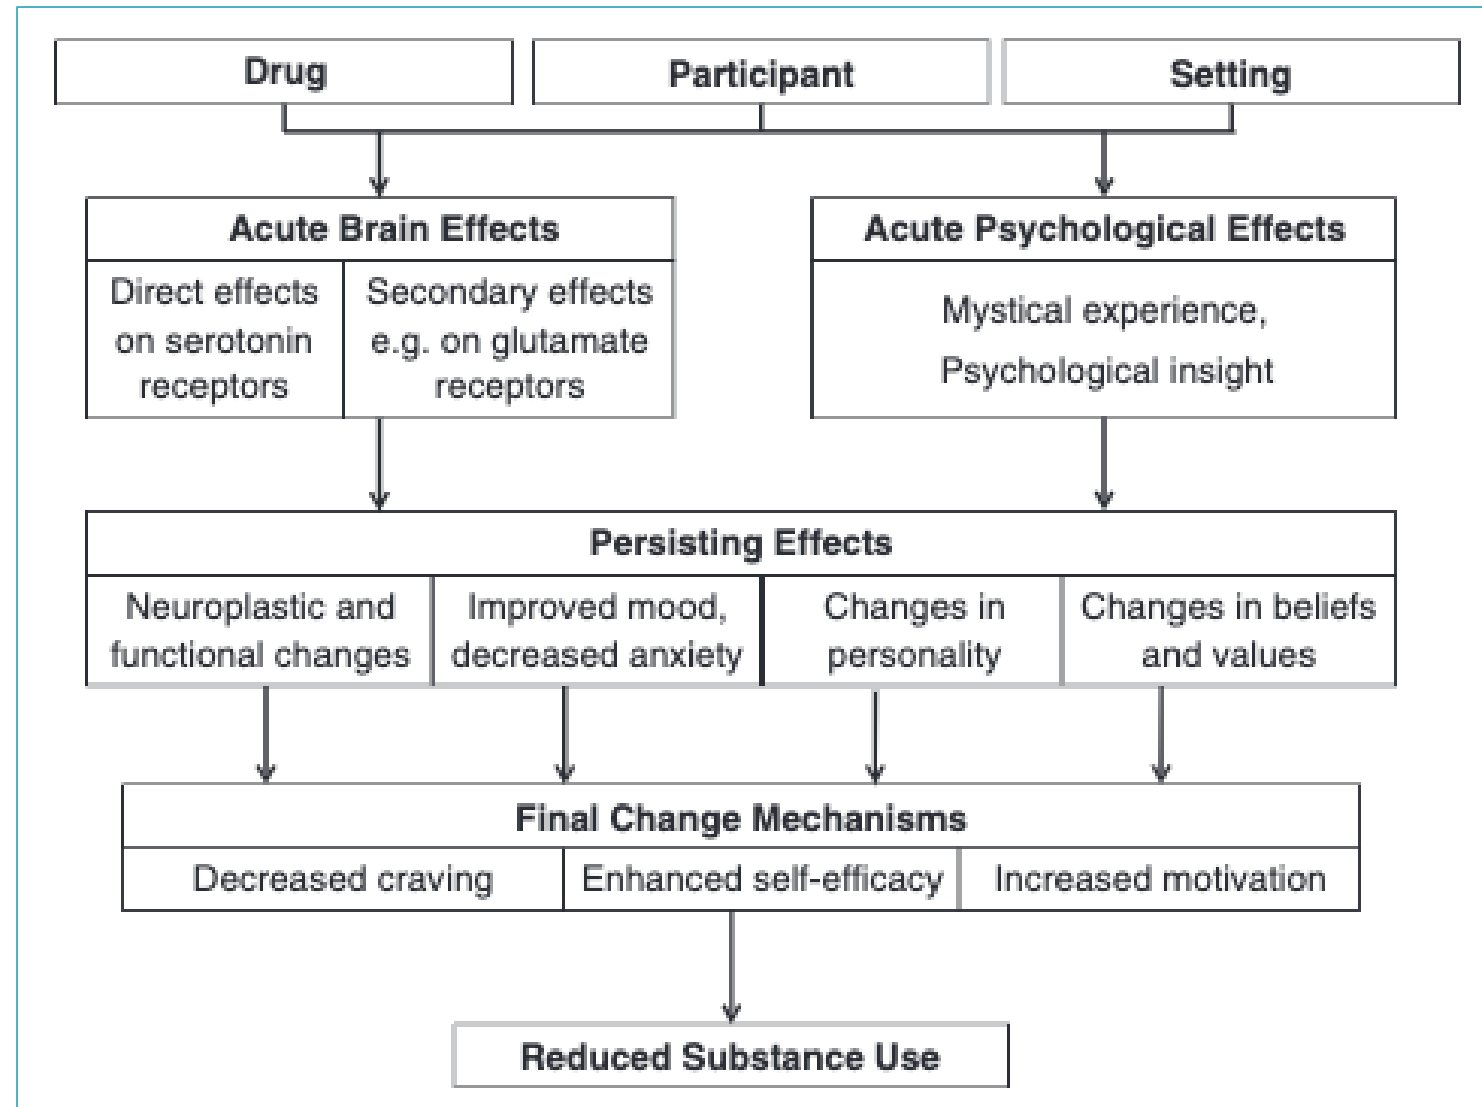 Drug
Participant
Setting
Acute Brain Effects
Direct effects
on serotonin
receptors
Secondary effects
e.g. on glutamate
receptors
Acute Psychological Effects
Mystical experience,
Psychological insight
Persisting Effects
Neuroplastic and
functional changes
Improved mood,
decreased anxiety
Changes in
personality
Changes in beliefs
and values
Final Change Mechanisms
Decreased craving
Enhanced self-efficacy
Increased motivation
Reduced Substance Use